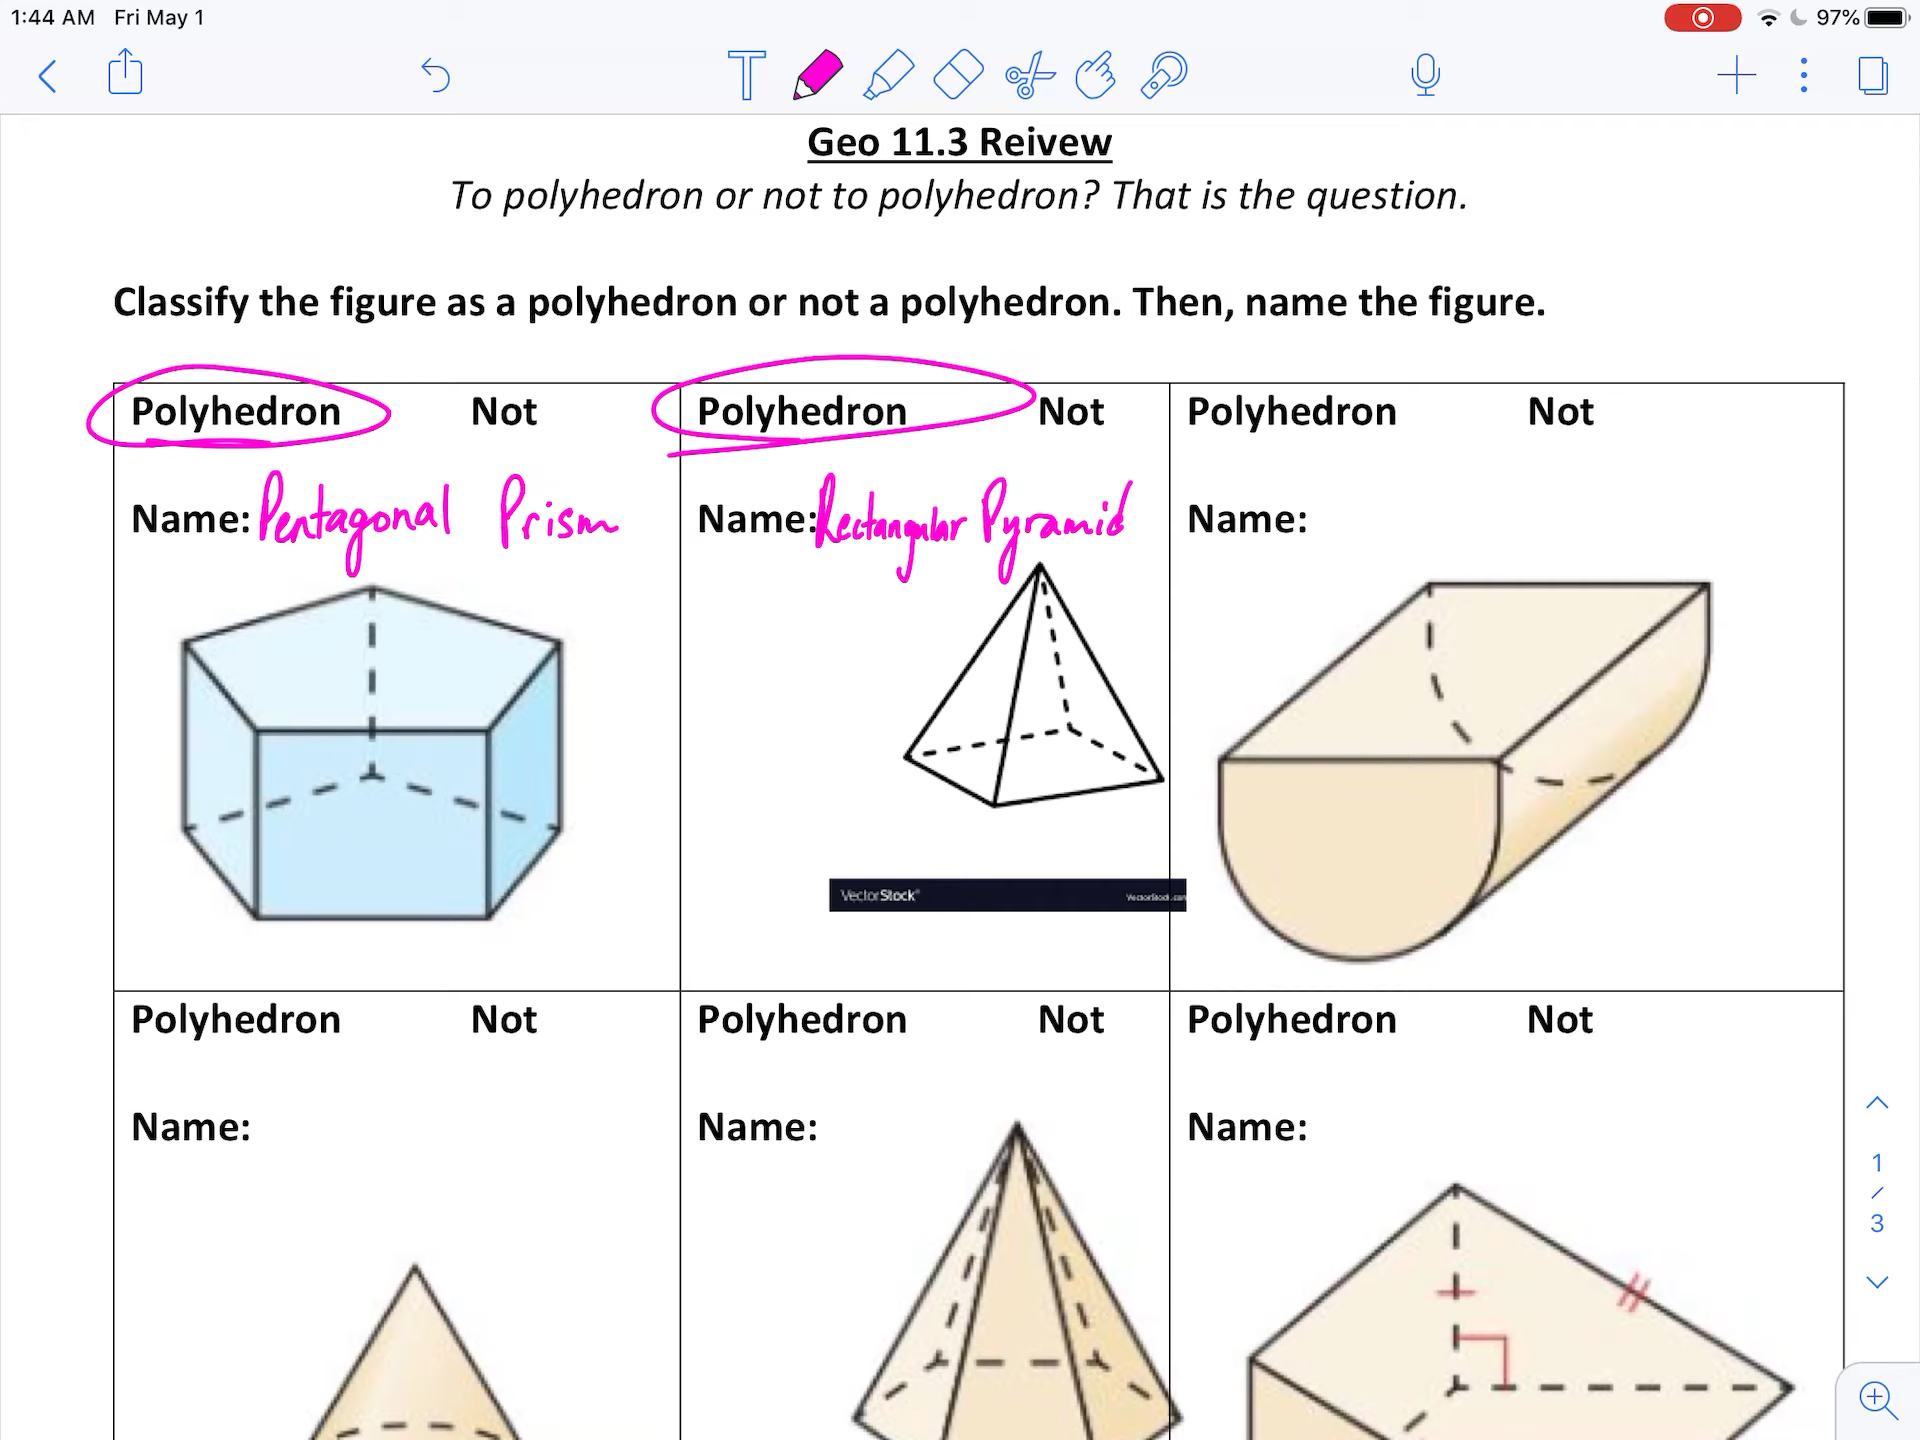 1:44 AM Fri May 1 97%
T
Geo 11.3 Reivew
To polyhedron or not to polyhedron? That is the question.
Classify the figure as a polyhedron or not a polyhedron. Then, name the figure.
Polyhedron Not Polyhedron Not Polyhedron Not
Name: Pentagonal Prism Name: Rectangular Pyramid Name:
VectorStock® VectorStock.com
Polyhedron Not Polyhedron Not Polyhedron Not
Name: Name: Name:
1
/
3